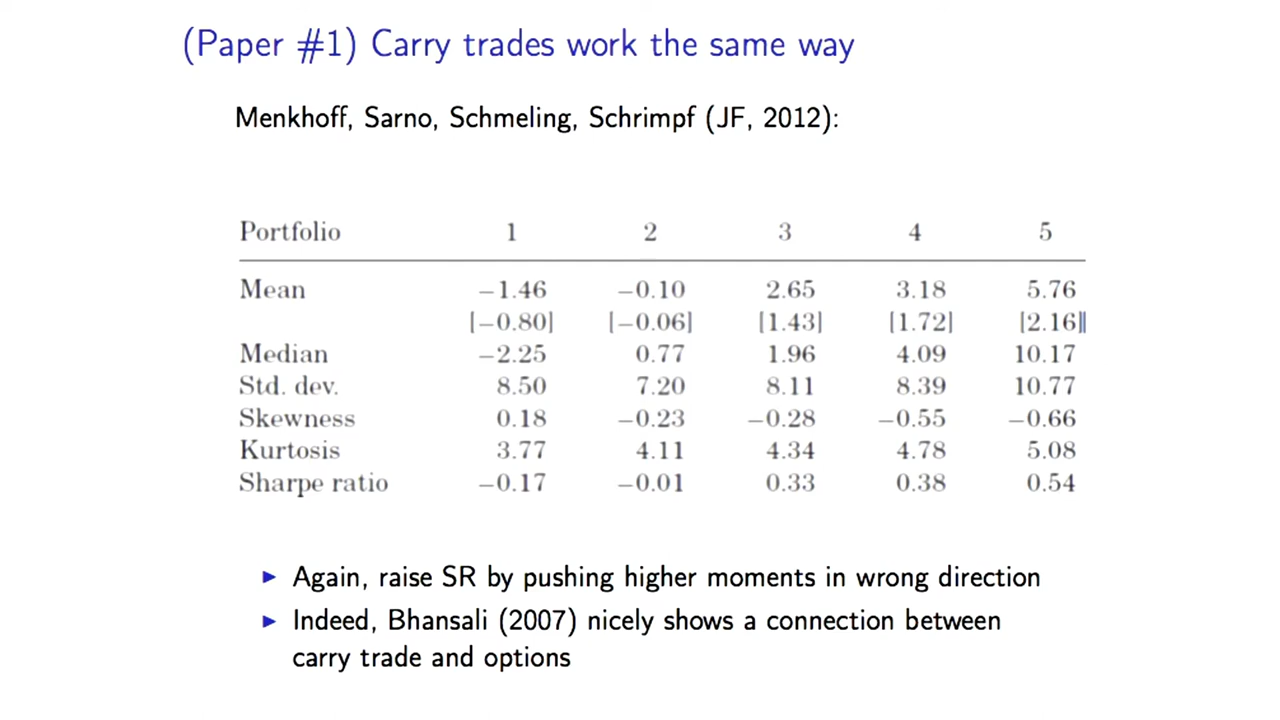 (Paper #1) Carry trades work the same way
Menkhoff, Sarno, Schmeling, Schrimpf (JF, 2012):
Portfolio 1 2 3 4 5
Mean −1.46 −0.10 2.65 3.18 5.76
[−0.80] [−0.06] [1.43] [1.72] [2.16]
Median −2.25 0.77 1.96 4.09 10.17
Std. dev. 8.50 7.20 8.11 8.39 10.77
Skewness 0.18 −0.23 −0.28 −0.55 −0.66
Kurtosis 3.77 4.11 4.34 4.78 5.08
Sharpe ratio −0.17 −0.01 0.33 0.38 0.54
▶ Again, raise SR by pushing higher moments in wrong direction
▶ Indeed, Bhansali (2007) nicely shows a connection between
carry trade and options